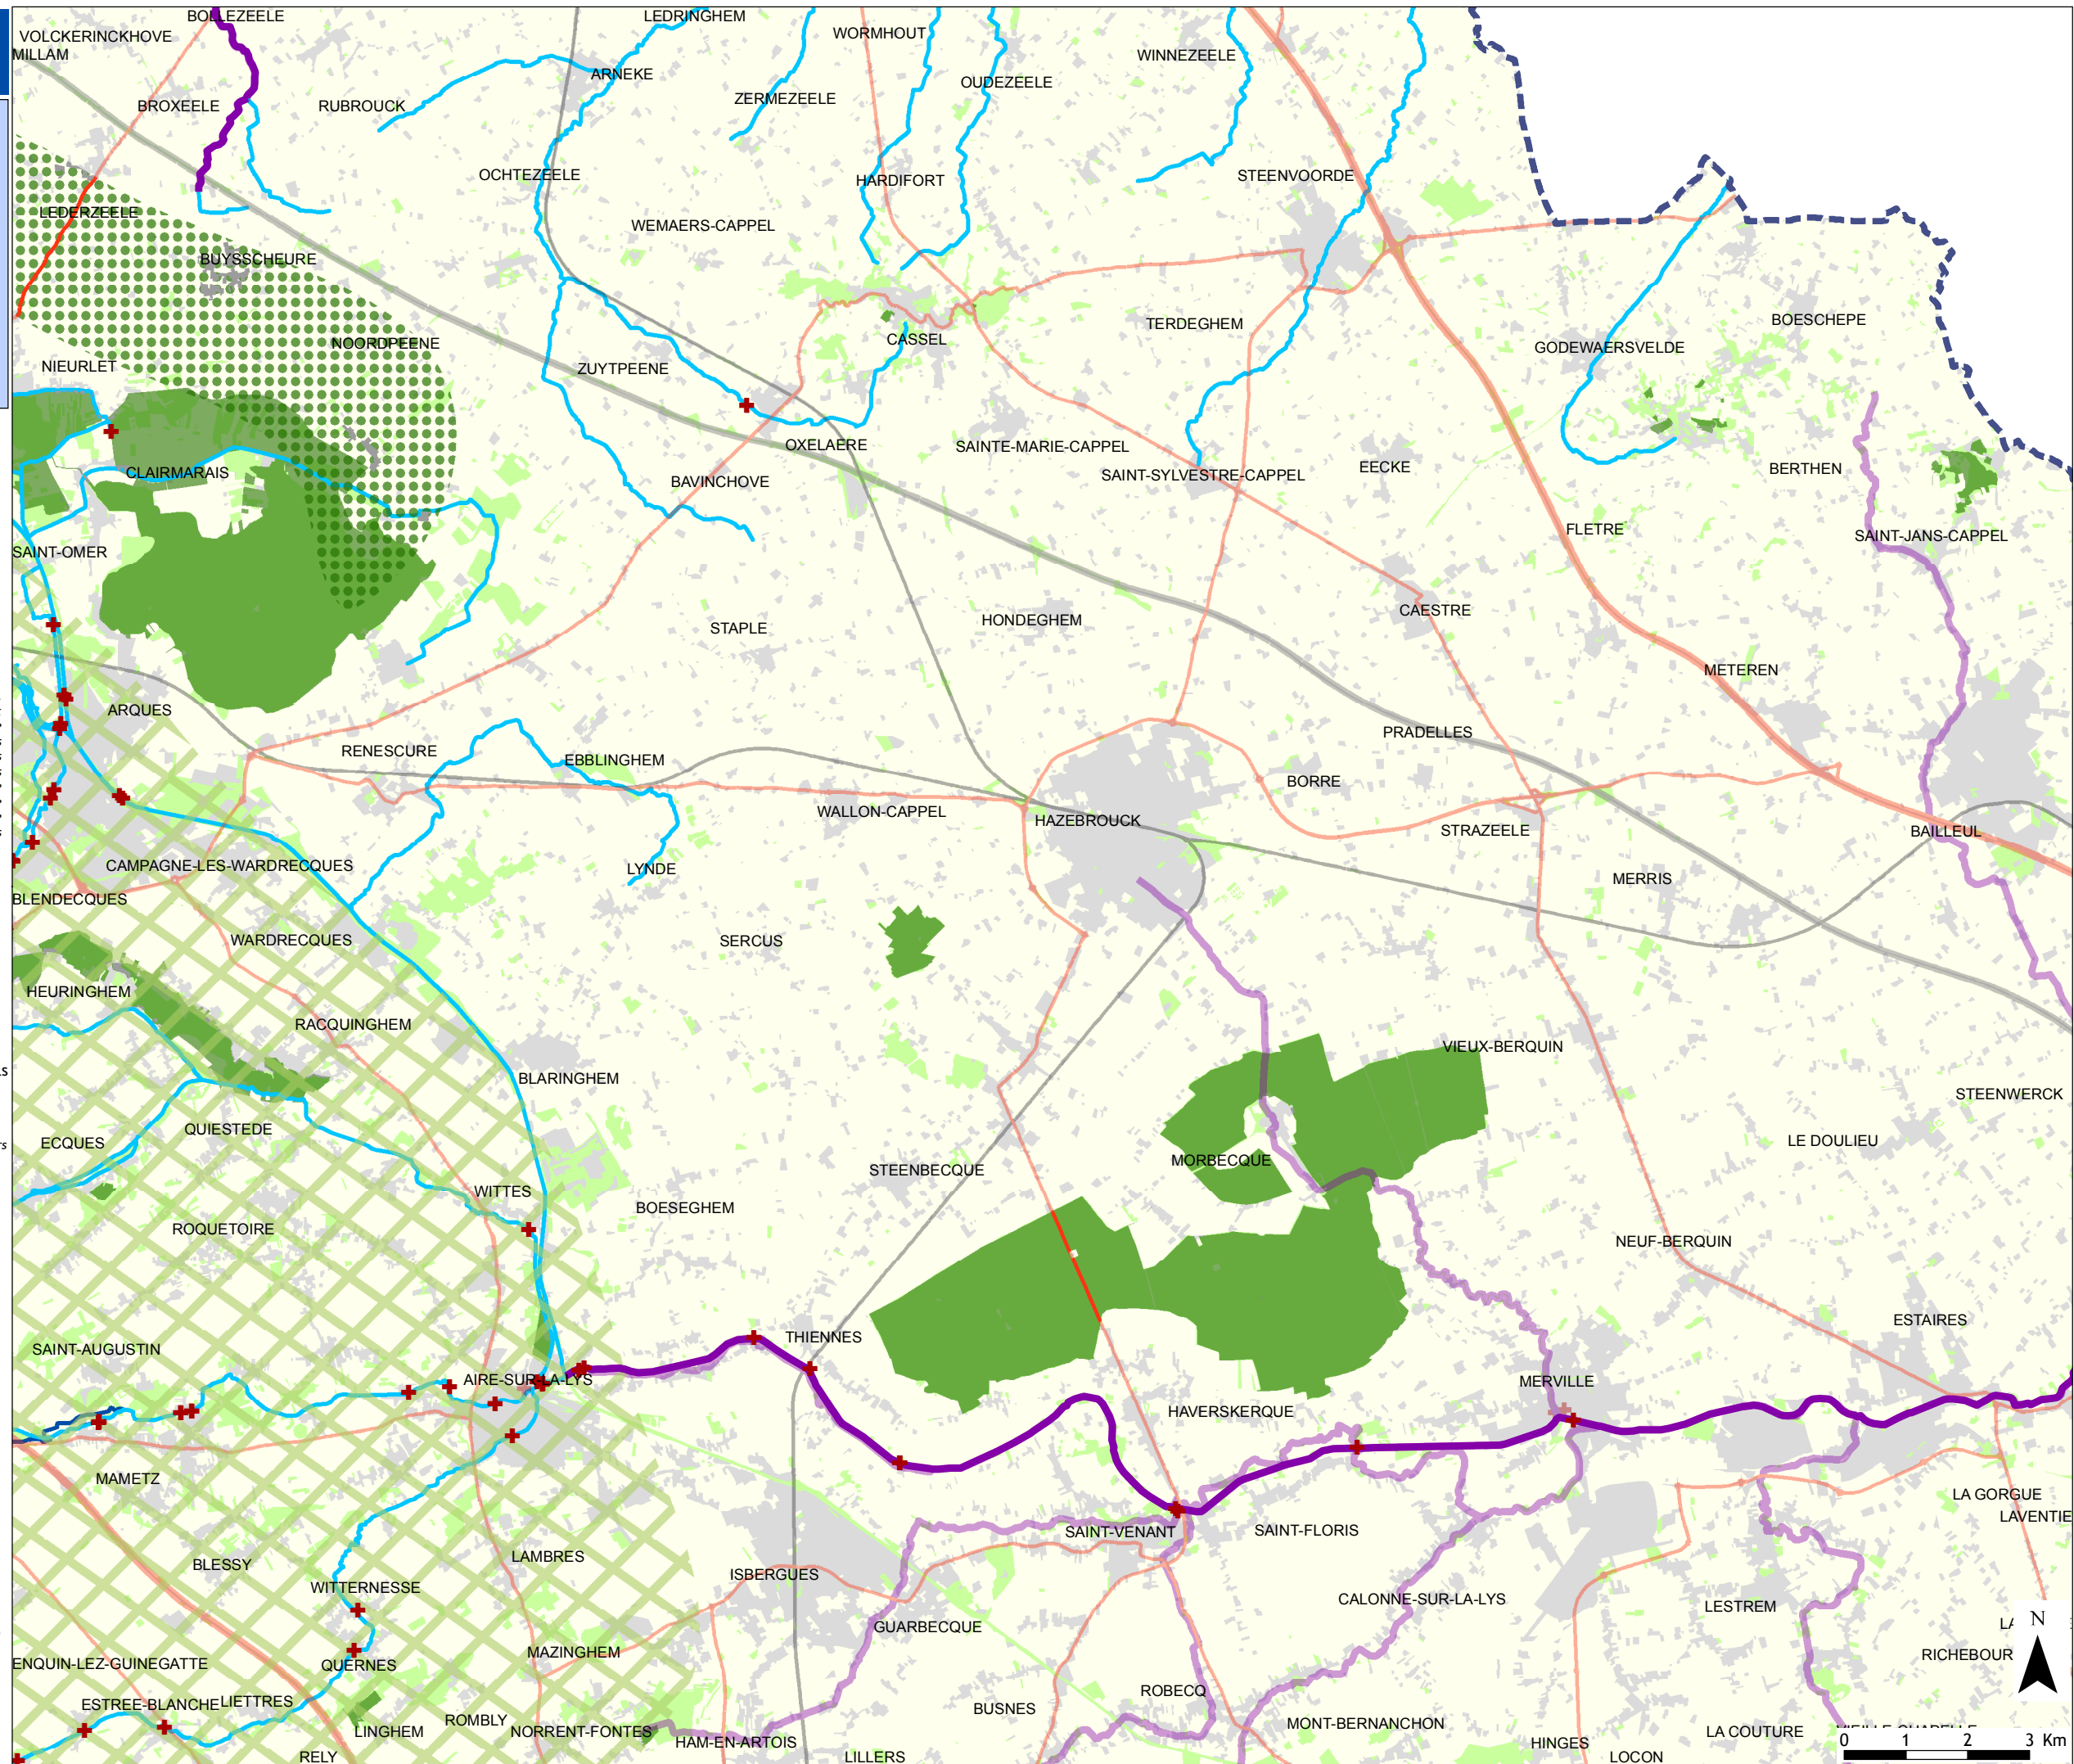 BOLLEZEELE
LEDRINGHEM
VOLCKERINCKHOVE
WORMHOUT
MILLAM
WINNEZEELE
ARNEKE
OUDEZEELE
BROXEELE
RUBROUCK
ZERMEZEELE
OCHTEZEELE
HARDIFORT
STEENVOORDE
LEDERZEELE
WEMAERS-CAPPEL
BUYSSCHEURE
BOESCHEPE
TERDEGHEM
NOORDPEENE
CASSEL
GODEWAERSVELDE
NIEURLET
ZUYTPEENE
OXELAERE
SAINTE-MARIE-CAPPEL
CLAIRMARAIS
BAVINCHOVE
SAINT-SYLVESTRE-CAPPEL
EECKE
BERTHEN
FLETRE
SAINT-JANS-CAPPEL
SAINT-OMER
CAESTRE
STAPLE
HONDEGHEM
METEREN
ARQUES
PRADELLES
RENESCURE
EBBLINGHEM
BORRE
WALLON-CAPPEL
HAZEBROUCK
STRAZEELE
BAILLEUL
CAMPAGNE-LES-WARDRECQUES
LYNDE
MERRIS
BLENDECQUES
WARDRECQUES
SERCUS
HEURINGHEM
RACQUINGHEM
VIEUX-BERQUIN
BLARINGHEM
STEENWERCK
QUIESTEDE
ECQUES
LE DOULIEU
STEENBECQUE
MORBECQUE
WITTES
BOESEGHEM
ROQUETOIRE
NEUF-BERQUIN
ESTAIRES
THIENNES
SAINT-AUGUSTIN
AIRE-SUR-LA-LYS
MERVILLE
HAVERSKERQUE
MAMETZ
LA GORGUE
LAVENTIE
SAINT-VENANT
SAINT-FLORIS
BLESSY
LAMBRES
ISBERGUES
WITTERNESSE
CALONNE-SUR-LA-LYS
LESTREM
GUARBECQUE
LA
N
MAZINGHEM
RICHEBOUR
ENQUIN-LEZ-GUINEGATTE
QUERNES
ROBECQ
ESTREE-BLANCHE
LIETTRES
BUSNES
LINGHEM
ROMBLY
NORRENT-FONTES
MONT-BERNANCHON
LA COUTURE
VIEILLE-CHAPELLE
HAM-EN-ARTOIS
HINGES
0 1 2 3 Km
RELY
LILLERS
LOCON